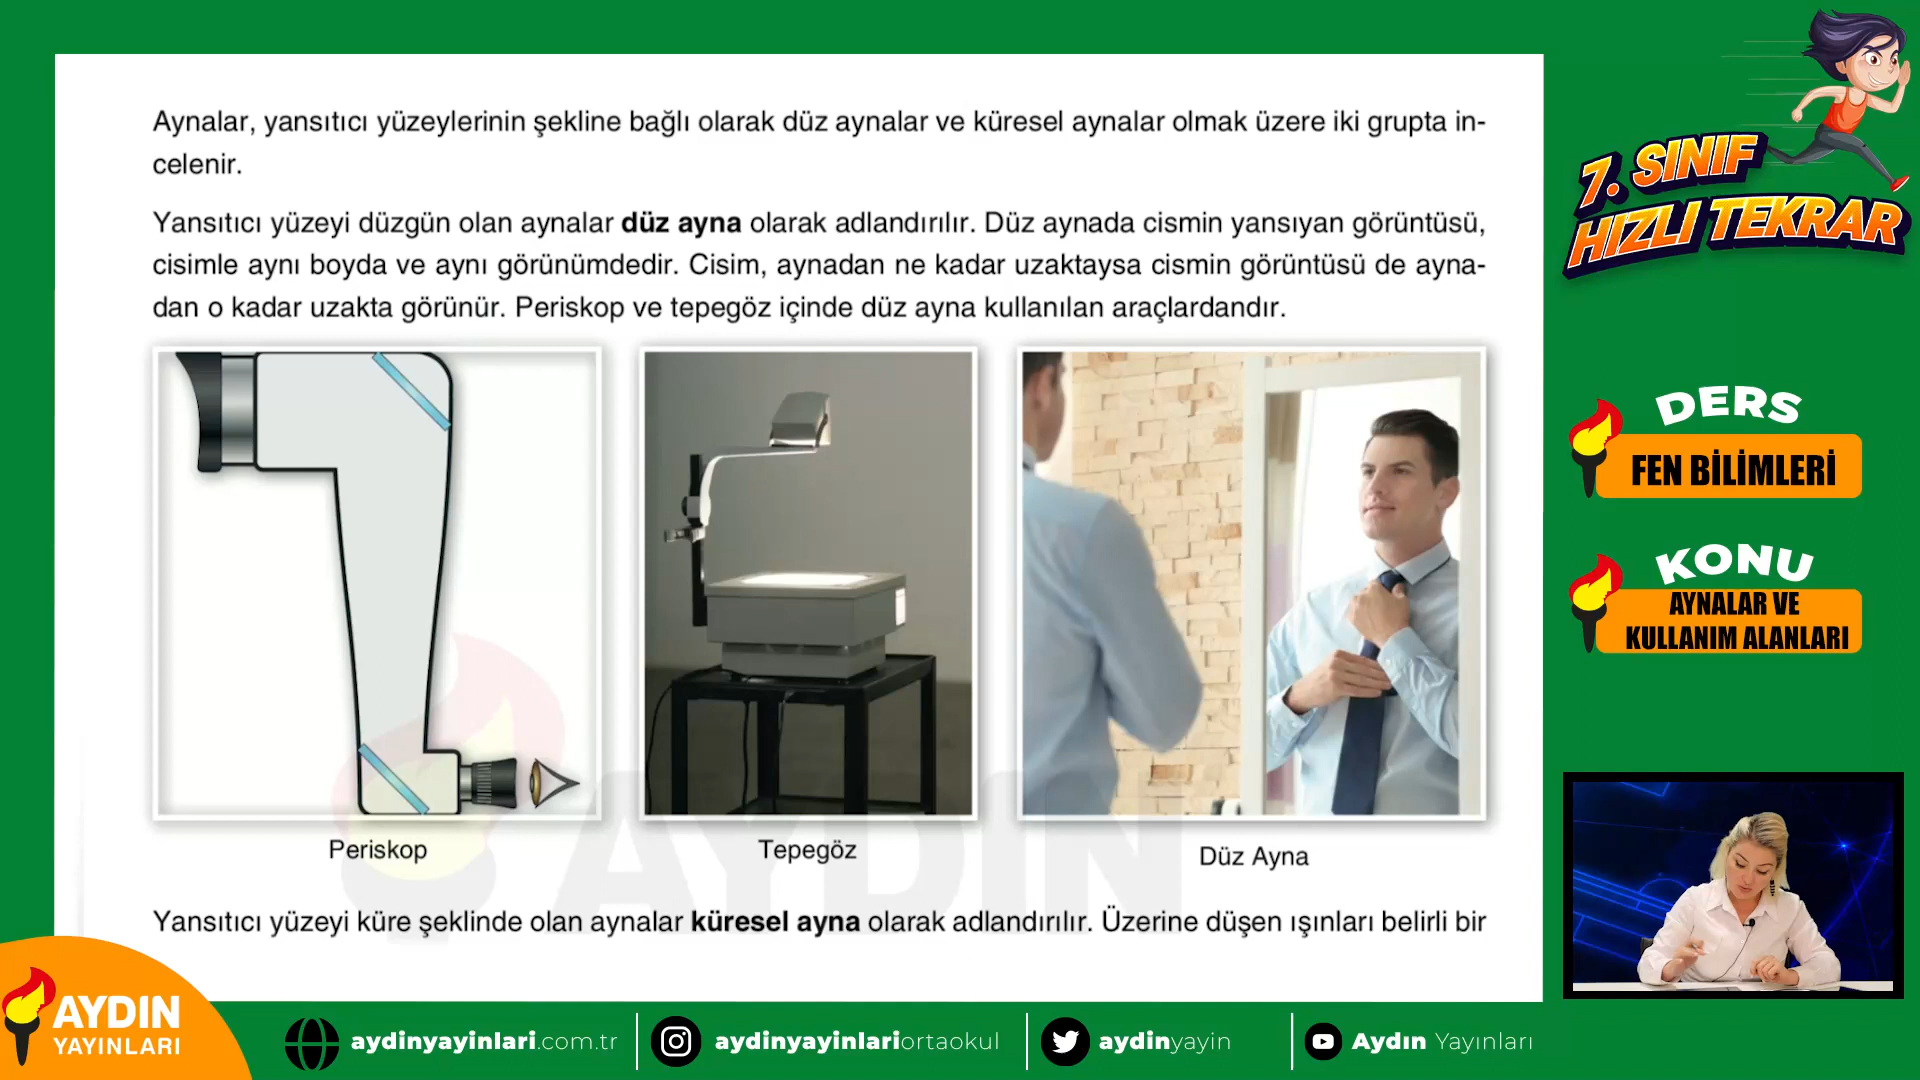 Aynalar, yansıtıcı yüzeylerinin şekline bağlı olarak düz aynalar ve küresel aynalar olmak üzere iki grupta in-
celenir.
Yansıtıcı yüzeyi düzgün olan aynalar düz ayna olarak adlandırılır. Düz aynada cismin yansıyan görüntüsü,
cisimle aynı boyda ve aynı görünümdedir. Cisim, aynadan ne kadar uzaktaysa cismin görüntüsü de ayna-
dan o kadar uzakta görünür. Periskop ve tepegöz içinde düz ayna kullanılan araçlardandır.
Periskop
Tepegöz
Düz Ayna
AYDIN
Yansıtıcı yüzeyi küre şeklinde olan aynalar küresel ayna olarak adlandırılır. Üzerine düşen ışınları belirli bir
7. SINIF
HIZLI TEKRAR
DERS
FEN BİLİMLERİ
KONU
AYNALAR VE
KULLANIM ALANLARI
AYDIN
YAYINLARI
aydinyayinlari.com.tr
aydinyayinlariortaokul
aydinyayin
Aydın Yayınları